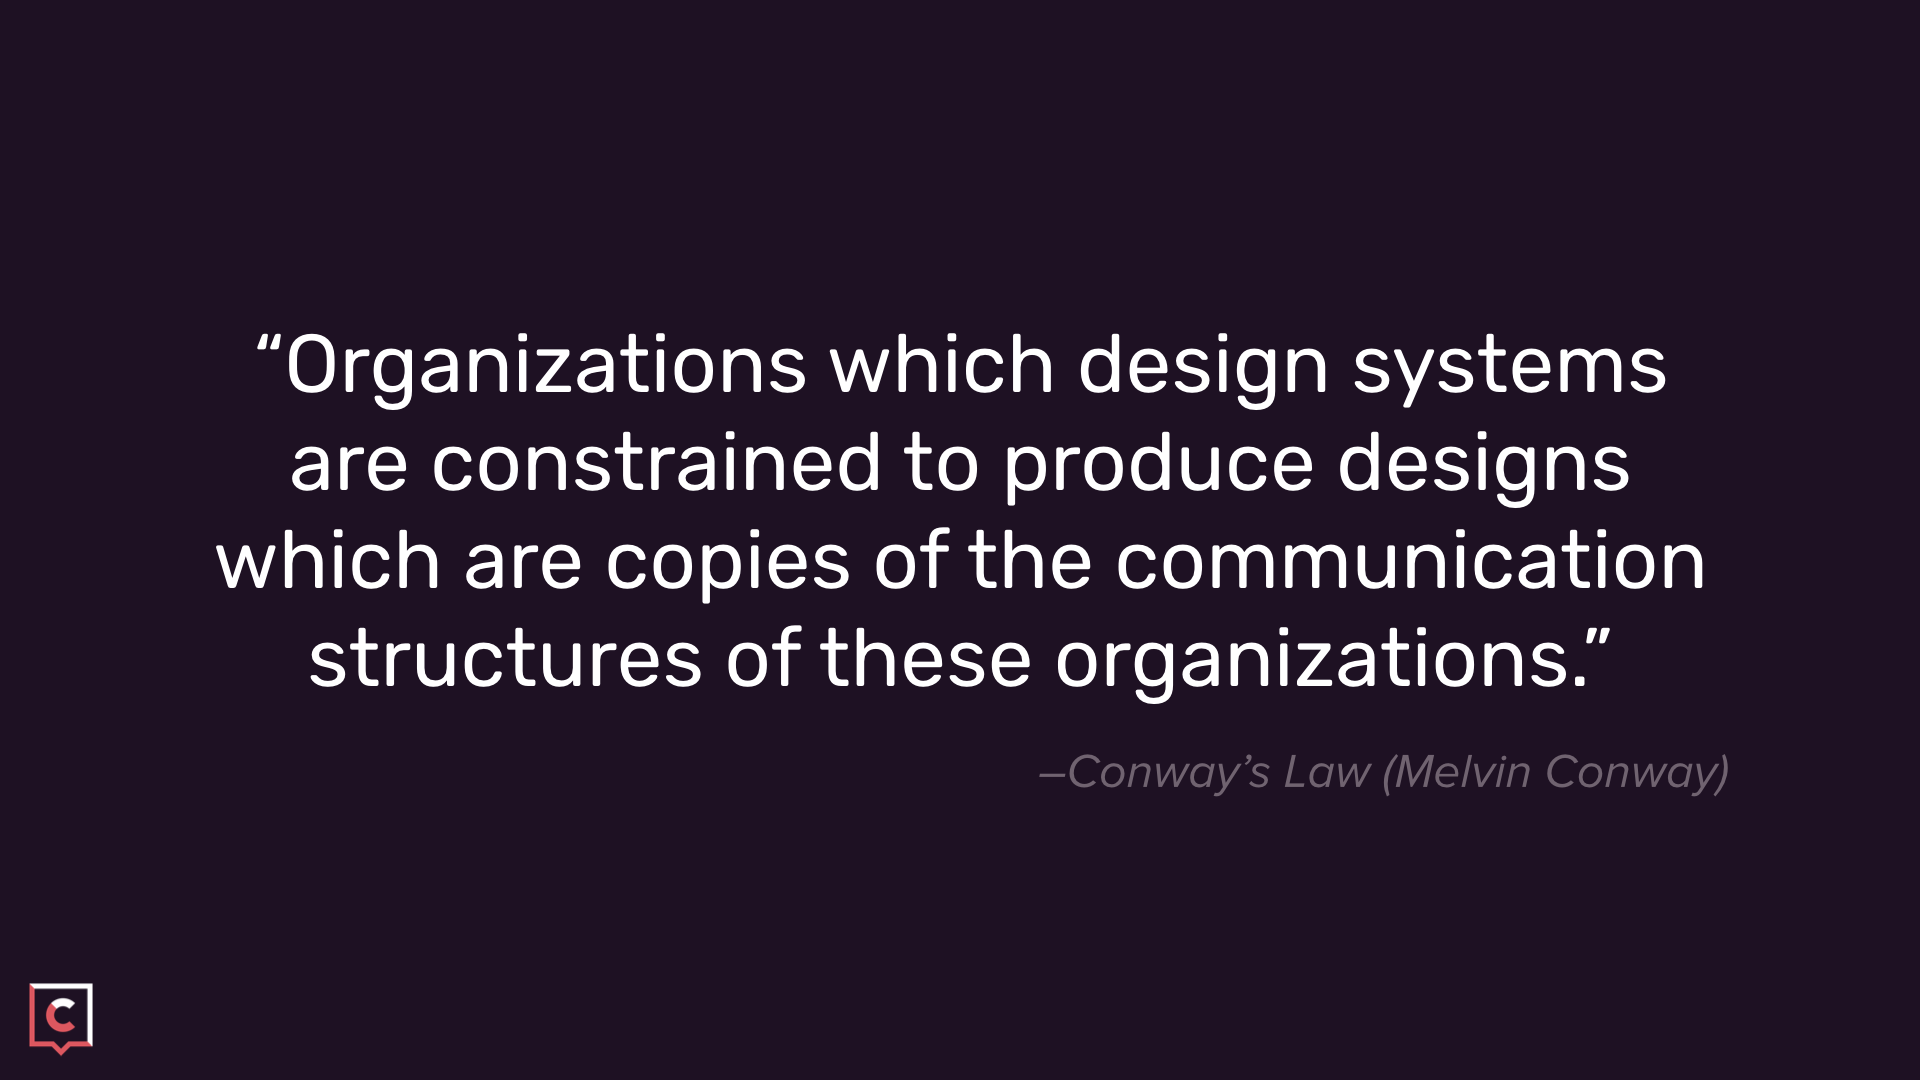 “Organizations which design systems
are constrained to produce designs
which are copies of the communication
structures of these organizations.”
–Conway’s Law (Melvin Conway)
C